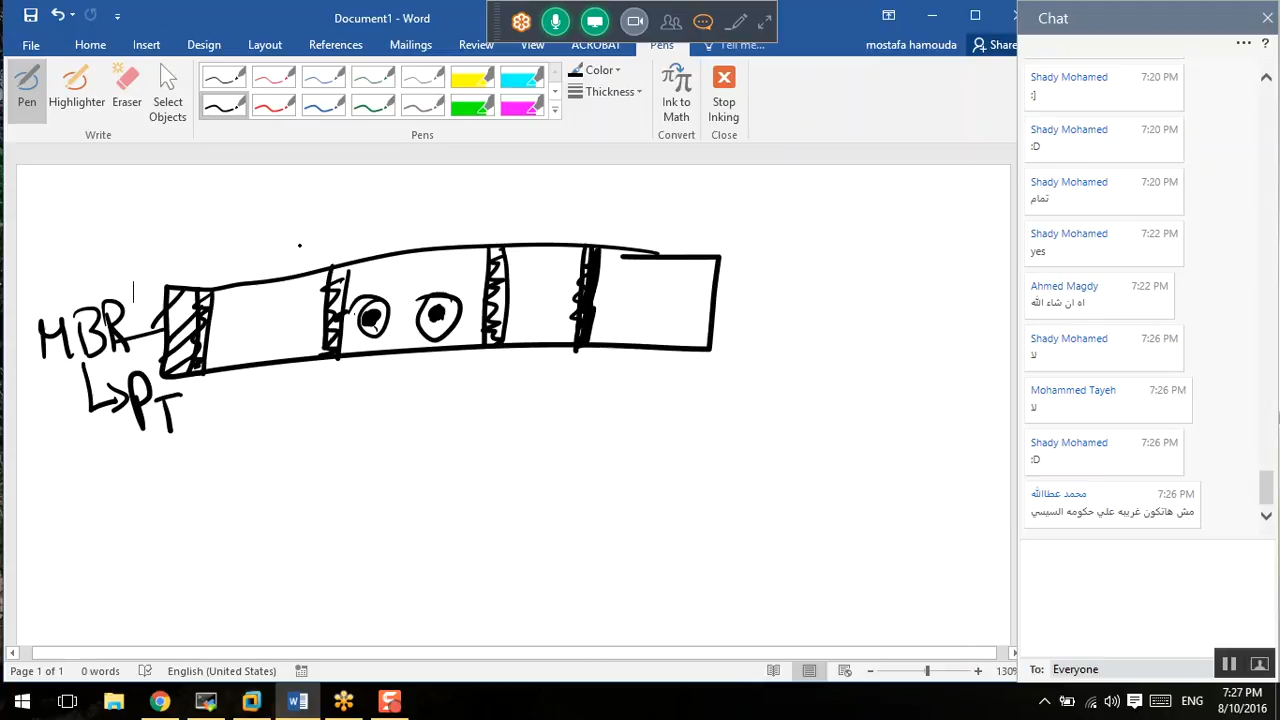 Document1 - Word
File
Home
Insert
Design
Layout
References
Mailings
Review
View
ACROBAT
Pens
Tell me...
mostafa hamouda
Share
Pen
Highlighter
Eraser
Select
Objects
Color
Thickness
Ink to
Math
Stop
Inking
Write
Pens
Convert
Close
MBR
PT
Page 1 of 1
0 words
English (United States)
130%
Chat
Shady Mohamed 7:20 PM
:]
Shady Mohamed 7:20 PM
:D
Shady Mohamed 7:20 PM
تمام
Shady Mohamed 7:22 PM
yes
Ahmed Magdy 7:22 PM
اه ان شاء الله
Shady Mohamed 7:26 PM
لا
Mohammed Tayeh 7:26 PM
لا
Shady Mohamed 7:26 PM
:D
محمد عطاالله 7:26 PM
مش هاتكون غريبه علي حكومه السيسي
To: Everyone
ENG
7:27 PM
8/10/2016